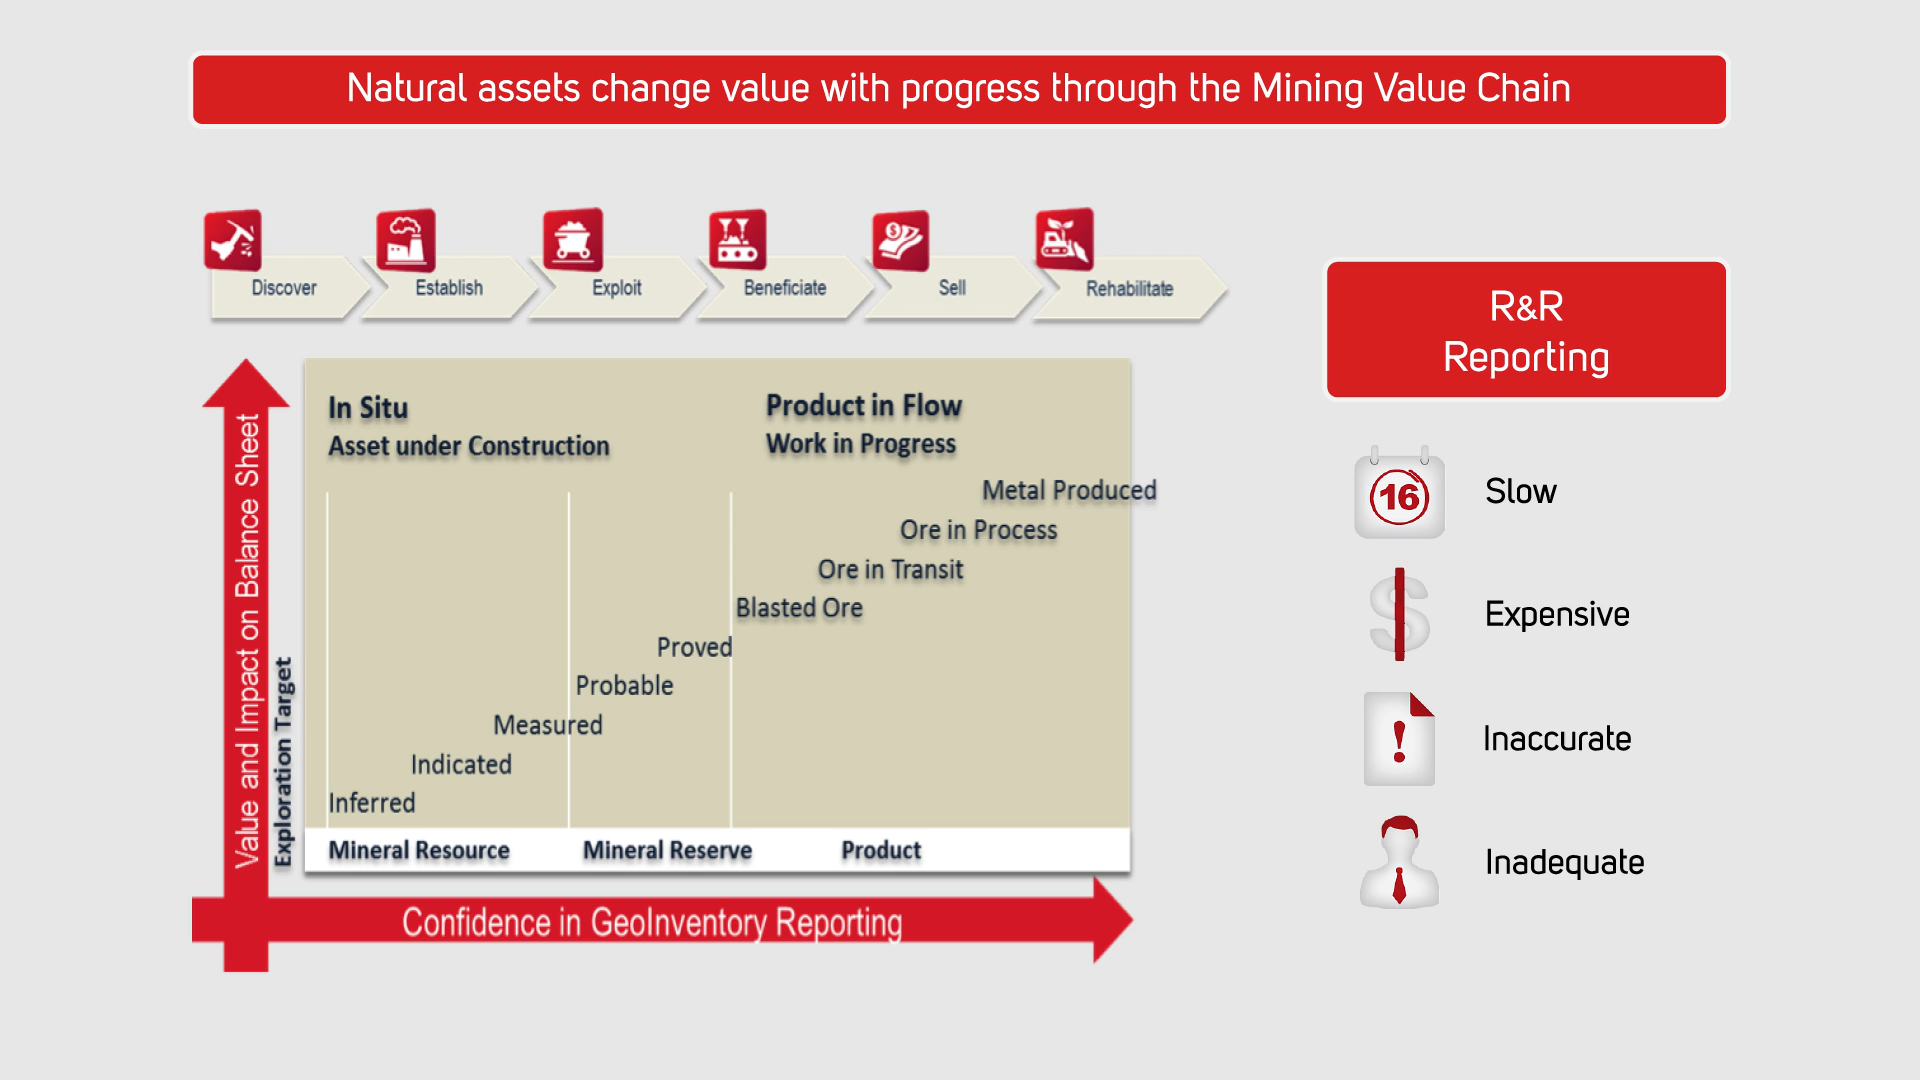 Natural assets change value with progress through the Mining Value Chain
Discover
Establish
Exploit
Beneficiate
Sell
Rehabilitate
Value and Impact on Balance Sheet
Exploration Target
In Situ
Asset under Construction
Product in Flow
Work in Progress
Metal Produced
Ore in Process
Ore in Transit
Blasted Ore
Proved
Probable
Measured
Indicated
Inferred
Mineral Resource
Mineral Reserve
Product
Confidence in GeoInventory Reporting
R&R
Reporting
16
Slow
$
Expensive
!
Inaccurate
Inadequate